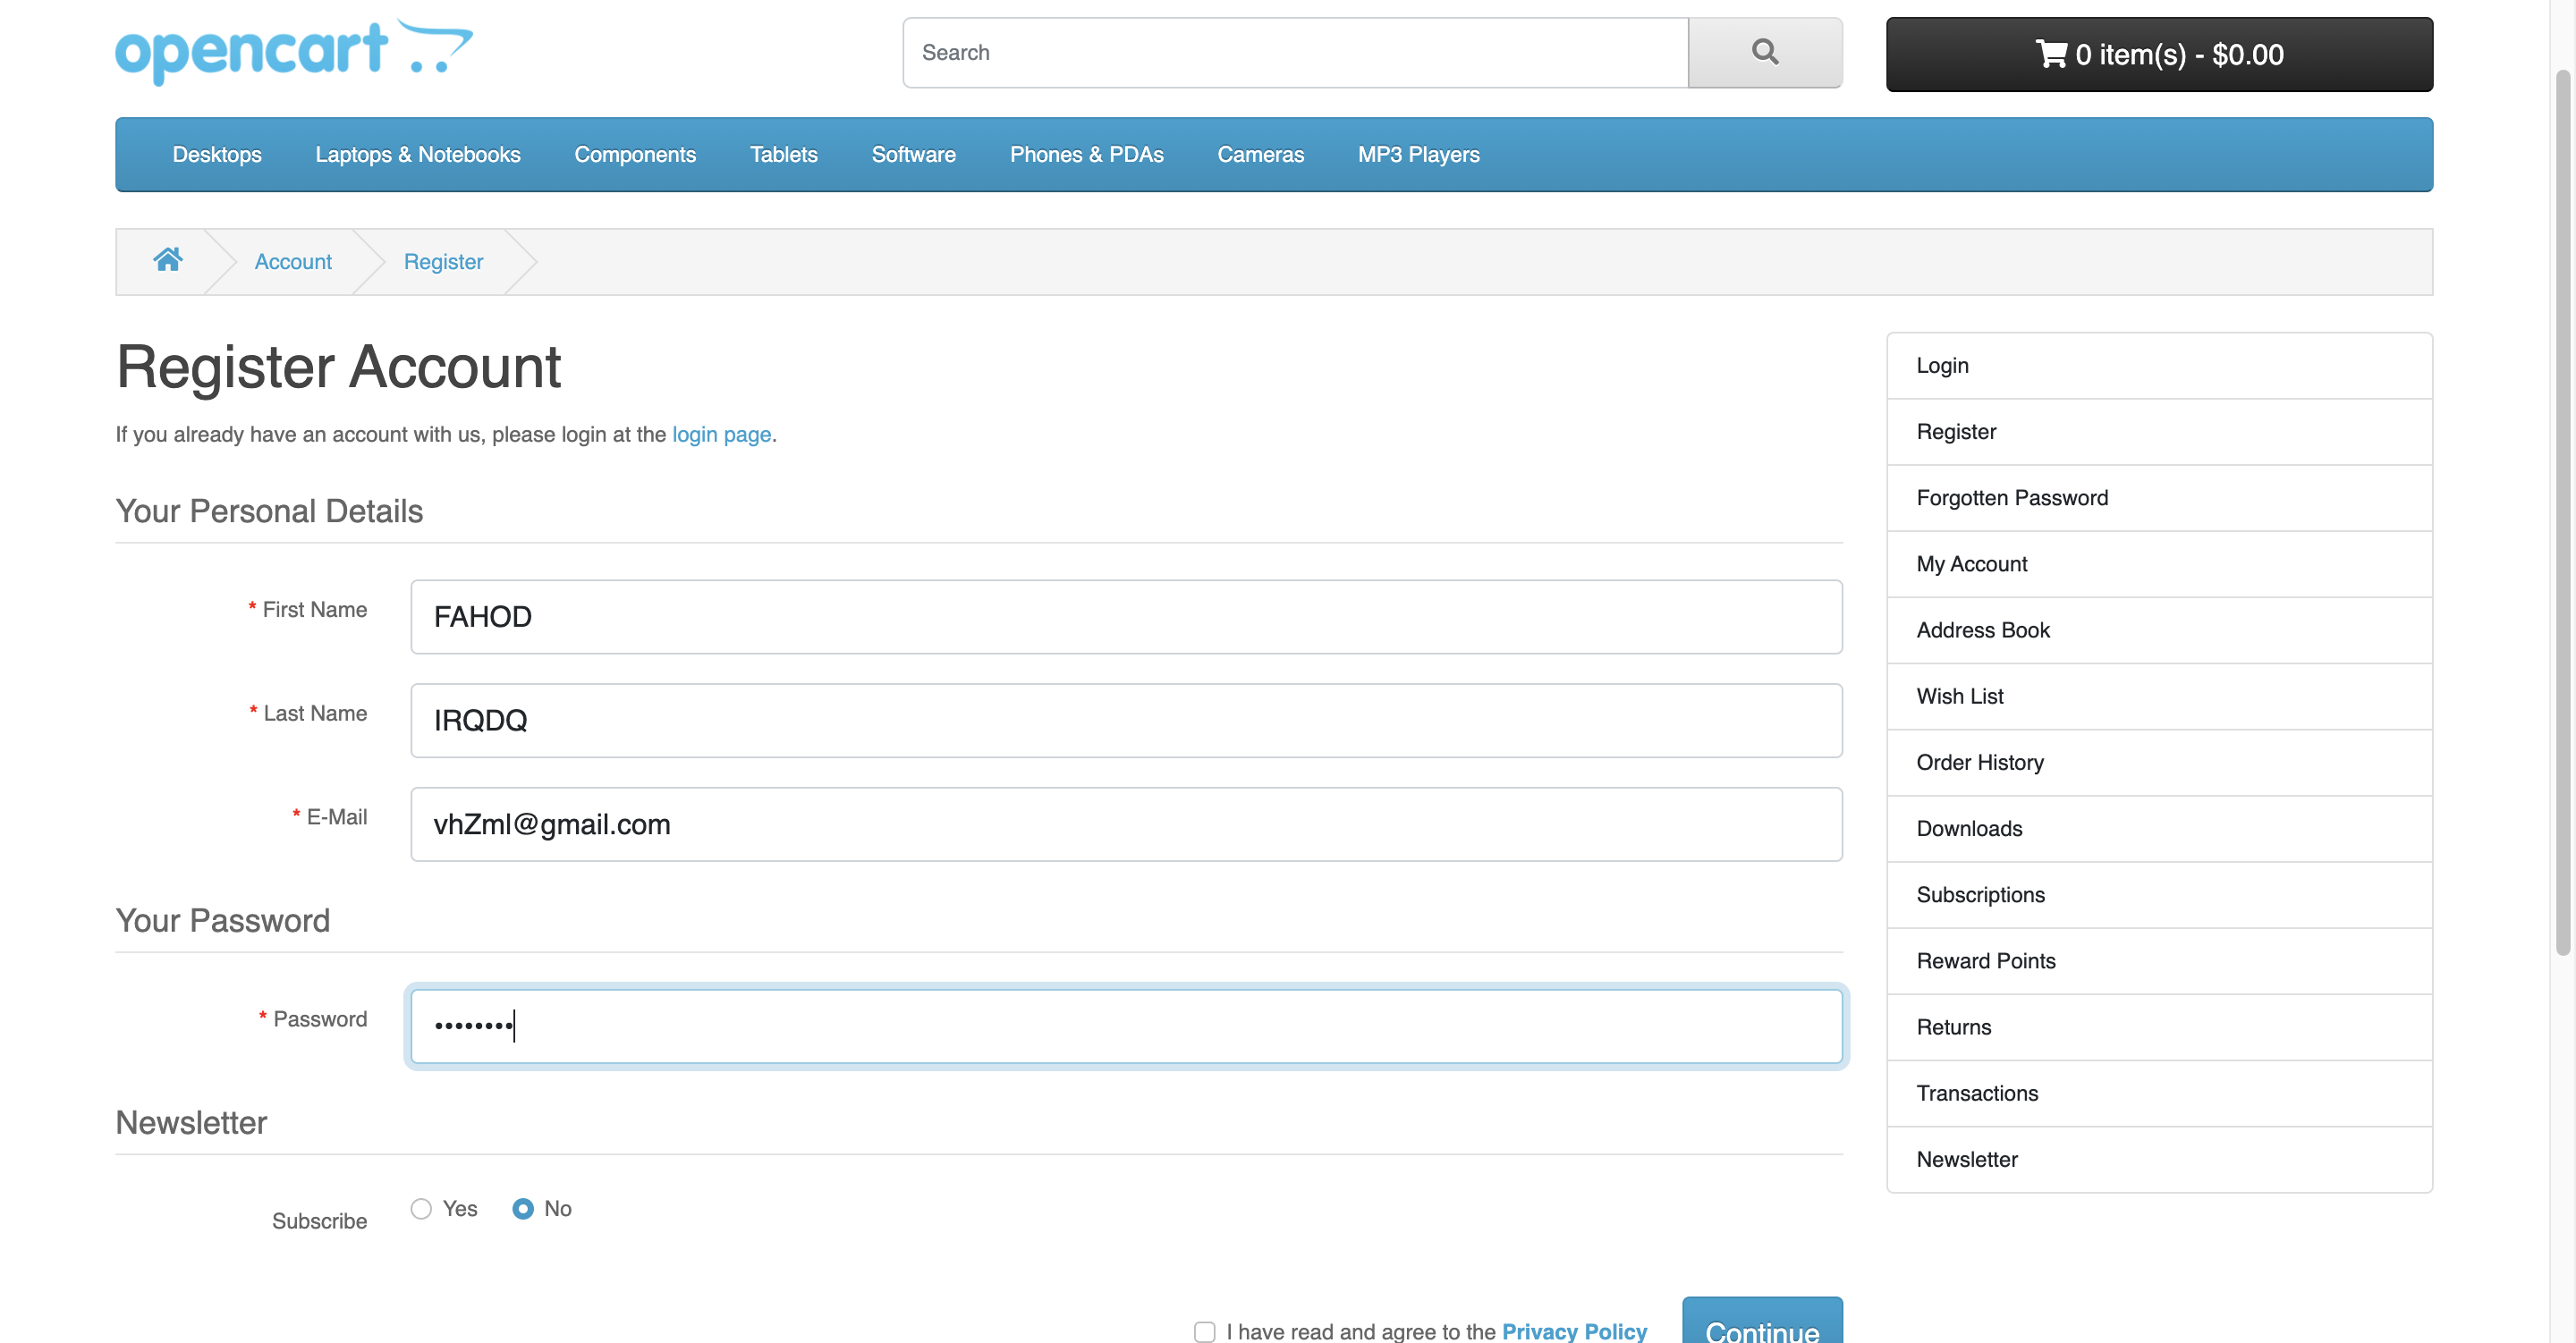 opencart
Search
0 item(s) - $0.00
Desktops Laptops & Notebooks Components Tablets Software Phones & PDAs Cameras MP3 Players
Account Register
Register Account
If you already have an account with us, please login at the login page.
Your Personal Details
* First Name FAHOD
* Last Name IRQDQ
* E-Mail vhZml@gmail.com
Your Password
* Password ••••••••
Newsletter
Subscribe Yes No
I have read and agree to the Privacy Policy Continue
Login
Register
Forgotten Password
My Account
Address Book
Wish List
Order History
Downloads
Subscriptions
Reward Points
Returns
Transactions
Newsletter